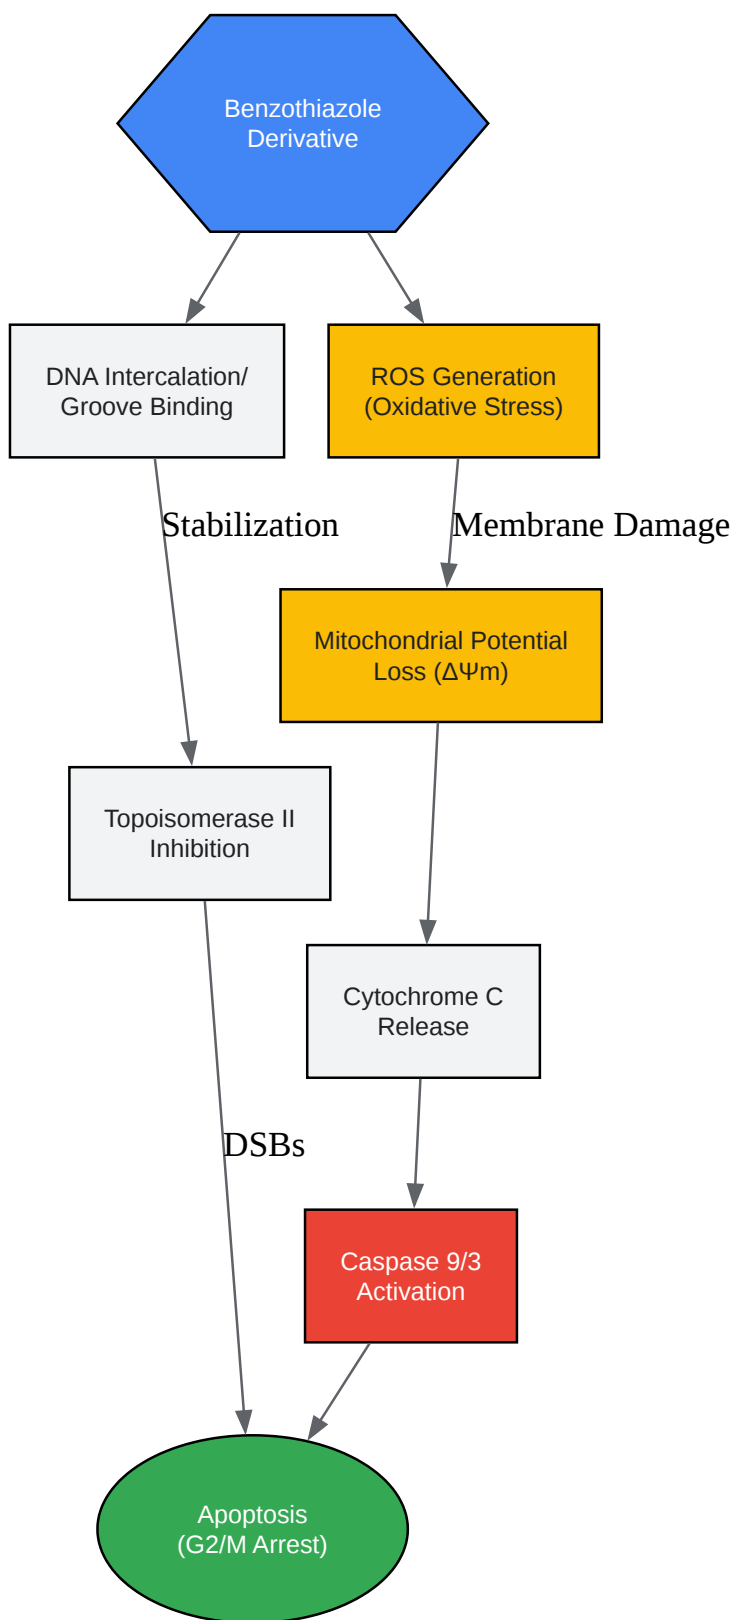 Benzothiazole
Derivative
DNA Intercalation/
Groove Binding
ROS Generation
(Oxidative Stress)
Stabilization
Membrane Damage
Mitochondrial Potential
Loss (ΔΨm)
Topoisomerase II
Inhibition
Cytochrome C
Release
DSBs
Caspase 9/3
Activation
Apoptosis
(G2/M Arrest)